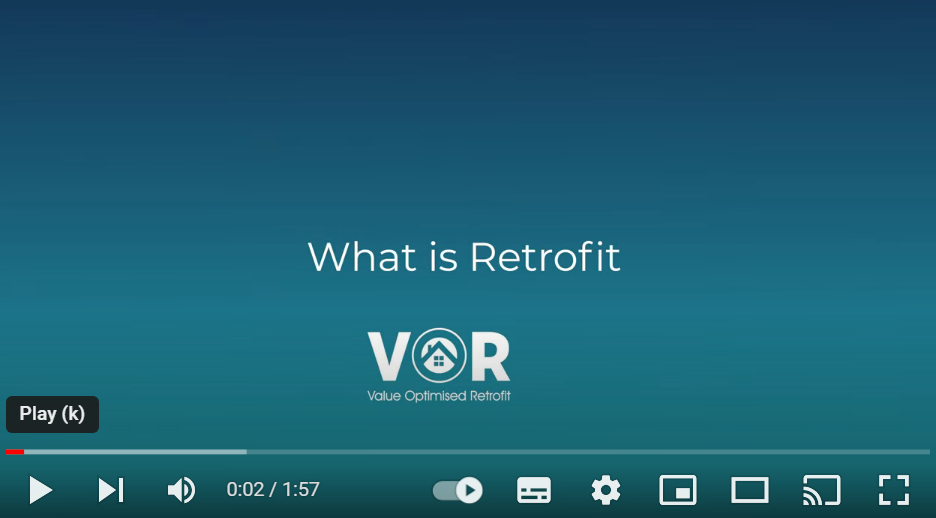 What is Retrofit
VOR
Value Optimised Retrofit
Play (k)
0:02 / 1:57